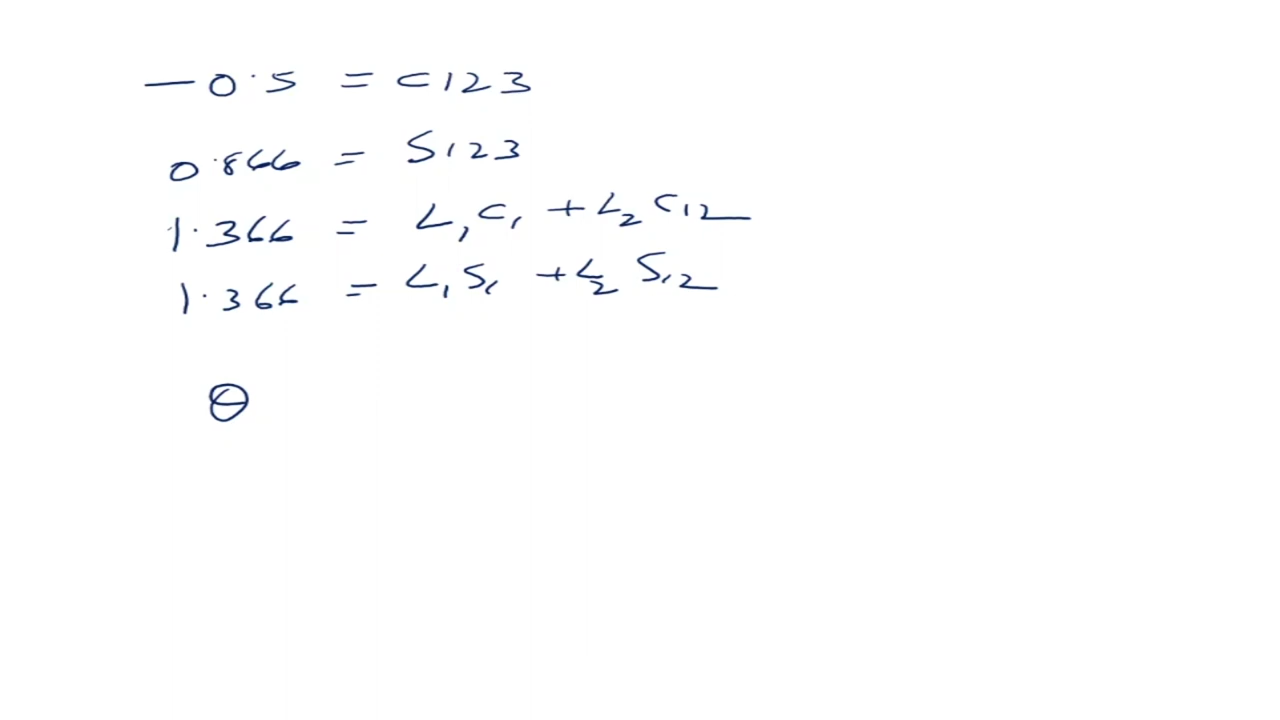 -0.5 = C123
0.866 = S123
1.366 = L1C1 + L2C12
1.366 = L1S1 + L2S12
θ